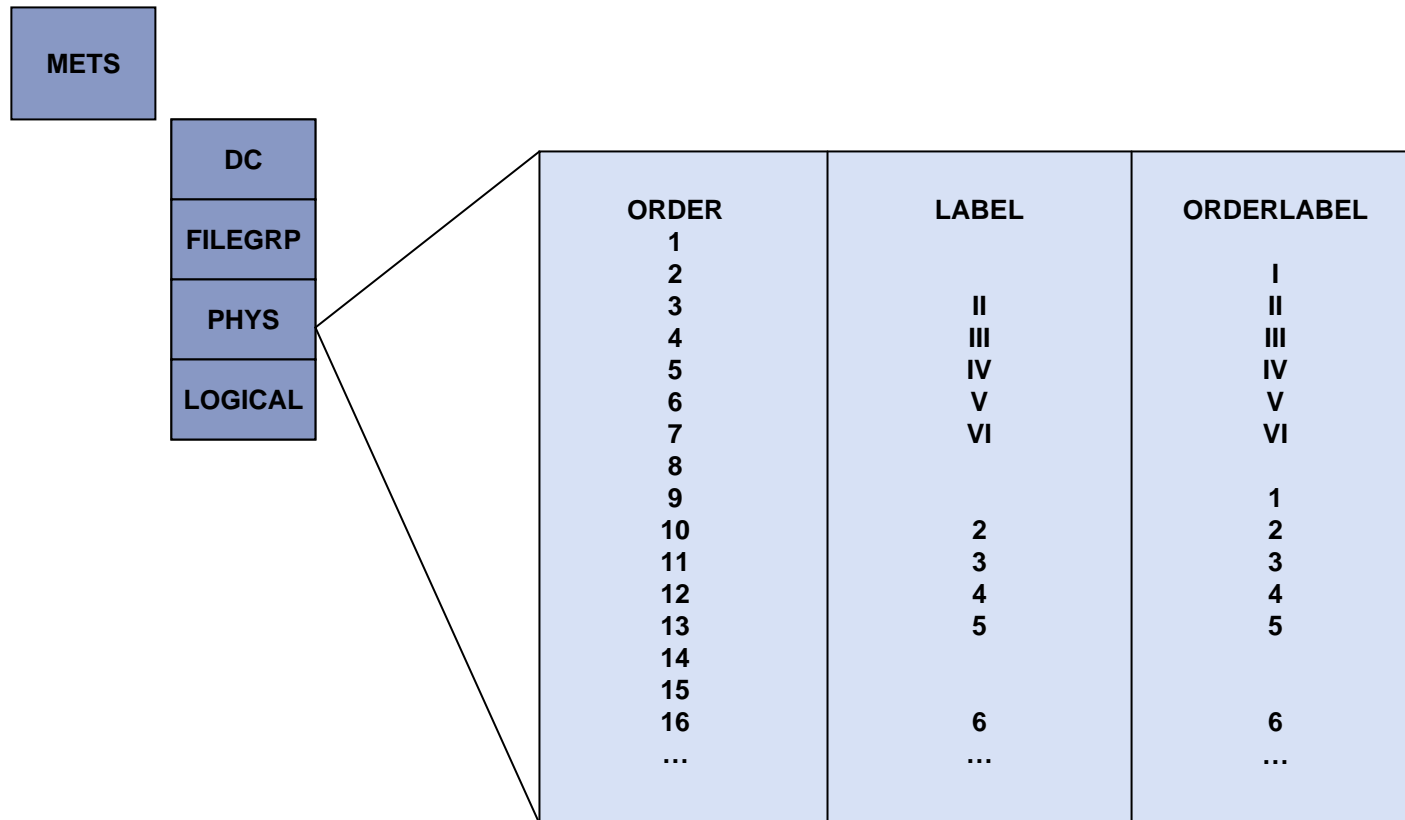 METS
DC
FILEGRP
PHYS
LOGICAL
ORDER LABEL ORDERLABEL
1
2 I
3 II II
4 III III
5 IV IV
6 V V
7 VI VI
8
9 1
10 2 2
11 3 3
12 4 4
13 5 5
14
15
16 6 6
... ... ...